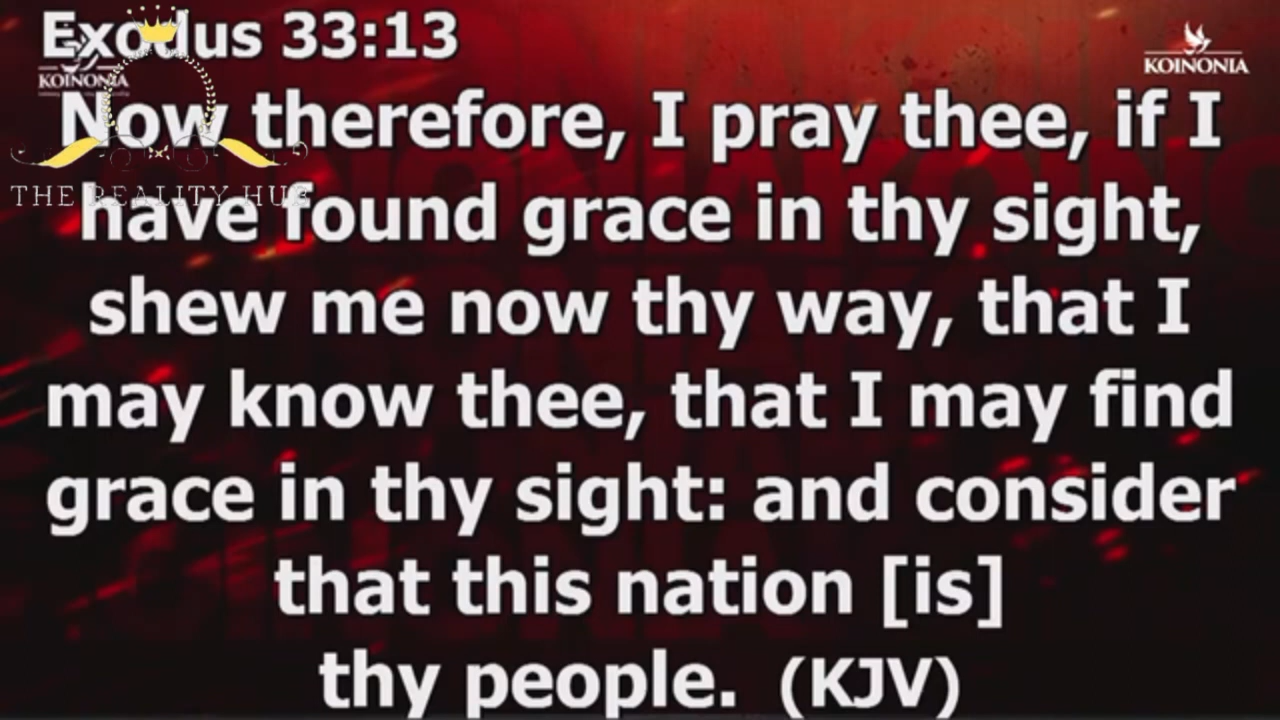 Exodus 33:13
KOINONIA
KOINONIA
Now therefore, I pray thee, if I
THE REALITY HUB
have found grace in thy sight,
shew me now thy way, that I
may know thee, that I may find
grace in thy sight: and consider
that this nation [is]
thy people. (KJV)